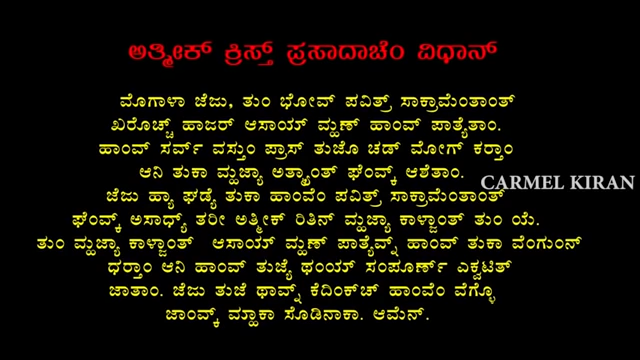 ಅತ್ಮೀಕ್ ಕ್ರಿಸ್ತ್ ಪ್ರಸಾದಾಚೆಂ ವಿಧಾನ್
ಮೊಗಾಳಾ ಜೆಜು, ತುಂ ಭೋವ್ ಪವಿತ್ರ್ ಸಾಕ್ರಾಮೆಂತಾಂತ್
ಖರೊಚ್ಚ್ ಹಾಜರ್ ಆಸಾಯ್ ಮ್ಹಣ್ ಹಾಂವ್ ಪಾತ್ಯೆತಾಂ.
ಹಾಂವ್ ಸರ್ವ್ ವಸ್ತುಂ ಪ್ರಾಸ್ ತುಜೊ ಚಡ್ ಮೋಗ್ ಕರ್‍ತಾಂ
ಆನಿ ತುಕಾ ಮ್ಹಜ್ಯಾ ಅತ್ಮ್ಯಾಂತ್ ಘೆಂವ್ಕ್ ಆಶೆತಾಂ.
CARMEL KIRAN
ಜೆಜು ಹ್ಯಾ ಘಡ್ಯೆ ತುಕಾ ಹಾಂವೆಂ ಪವಿತ್ರ್ ಸಾಕ್ರಾಮೆಂತಾಂತ್
ಘೆಂವ್ಕ್ ಅಸಾಧ್ಯ್ ತರೀ ಅತ್ಮೀಕ್ ರಿತಿನ್ ಮ್ಹಜ್ಯಾ ಕಾಳ್ಜಾಂತ್ ತುಂ ಯೆ.
ತುಂ ಮ್ಹಜ್ಯಾ ಕಾಳ್ಜಾಂತ್ ಆಸಾಯ್ ಮ್ಹಣ್ ಪಾತ್ಯೆವ್ನ್ ಹಾಂವ್ ತುಕಾ ವೆಂಗುಂನ್
ಧರ್‍ತಾಂ ಆನಿ ಹಾಂವ್ ತುಜ್ಯೆ ಥಂಯ್ ಸಂಪೂರ್ಣ್ ಎಕ್ವಟಿತ್
ಜಾತಾಂ. ಜೆಜು ತುಜೆ ಥಾವ್ನ್ ಕೆದಿಂಕ್‌ಚ್ ಹಾಂವೆಂ ವೆಗ್ಳೊ
ಜಾಂವ್ಕ್ ಮ್ಹಾಕಾ ಸೊಡಿನಾಕಾ. ಆಮೆನ್.